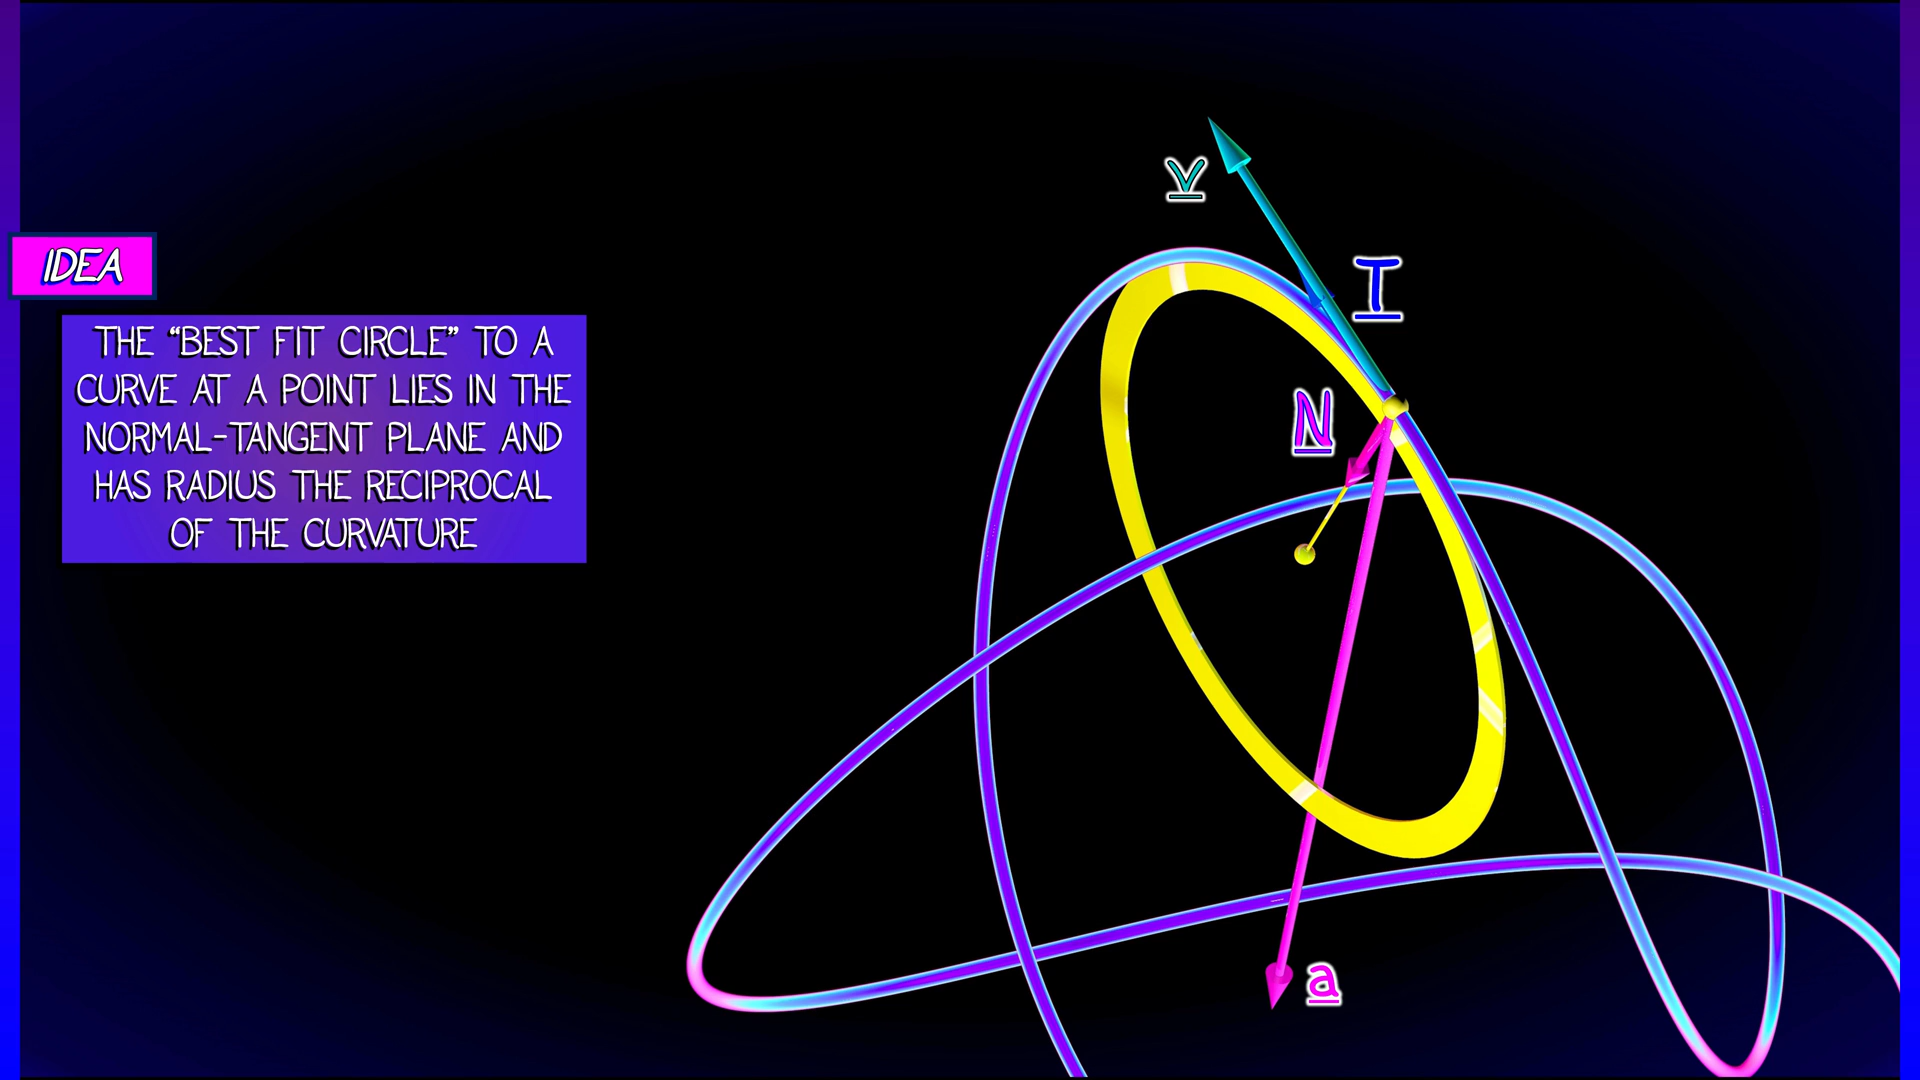 IDEA
THE “BEST FIT CIRCLE” TO A
CURVE AT A POINT LIES IN THE
NORMAL-TANGENT PLANE AND
HAS RADIUS THE RECIPROCAL
OF THE CURVATURE
v
T
N
a